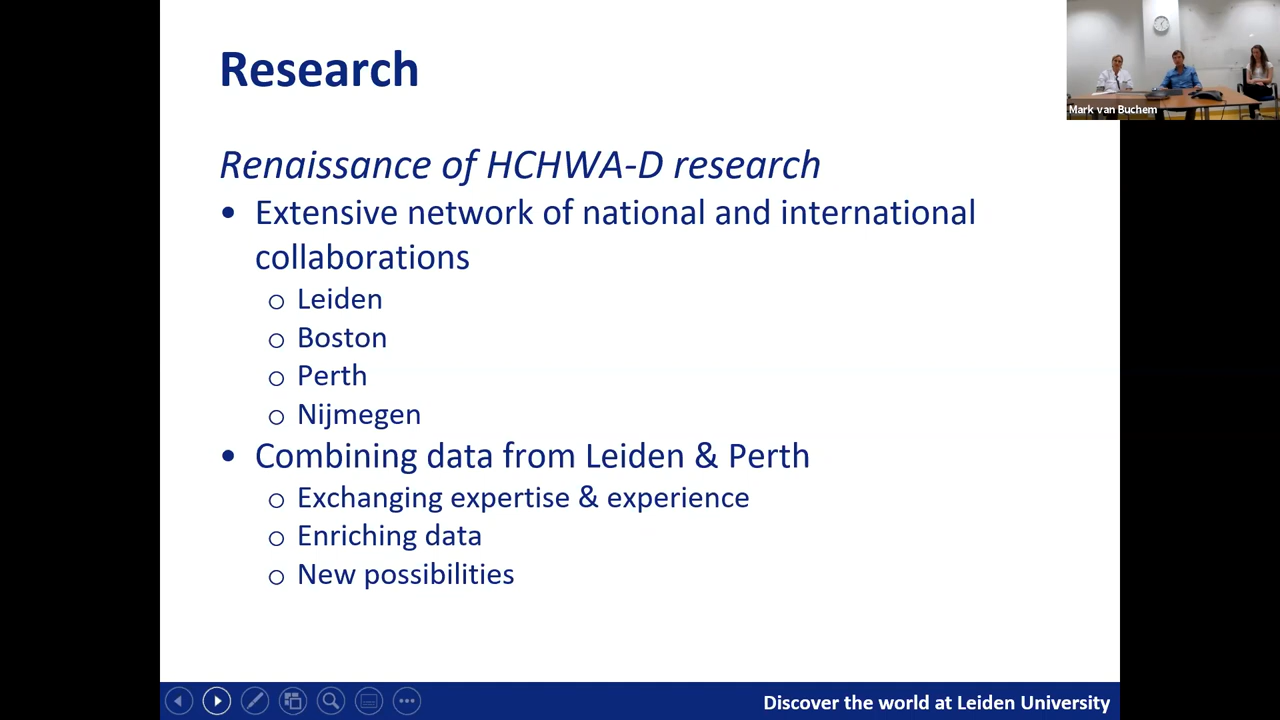 Research
Mark van Buchem
Renaissance of HCHWA-D research
• Extensive network of national and international
collaborations
o Leiden
o Boston
o Perth
o Nijmegen
• Combining data from Leiden & Perth
o Exchanging expertise & experience
o Enriching data
o New possibilities
Discover the world at Leiden University